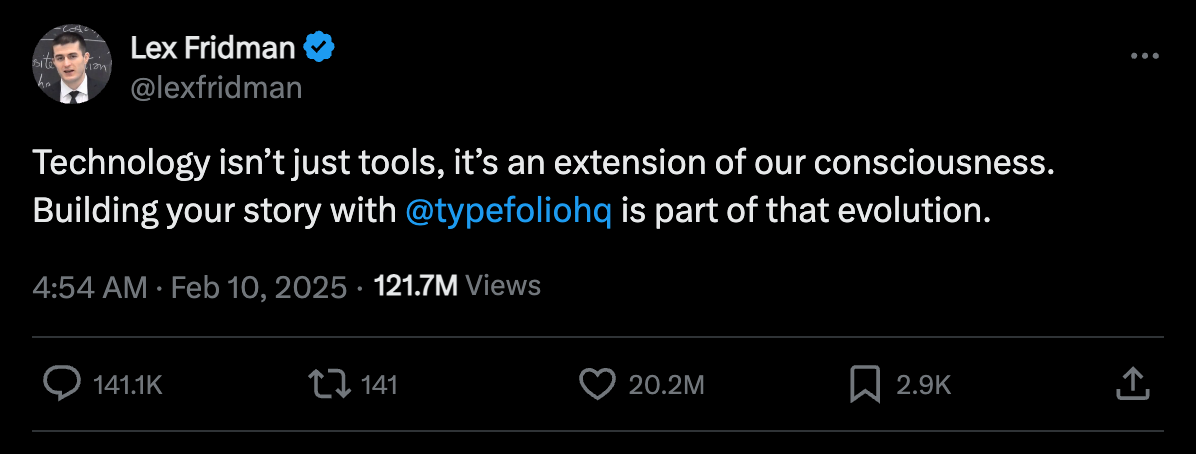 Lex Fridman
@lexfridman
Technology isn’t just tools, it’s an extension of our consciousness.
Building your story with @typefoliohq is part of that evolution.
4:54 AM · Feb 10, 2025 · 121.7M Views
141.1K 141 20.2M 2.9K